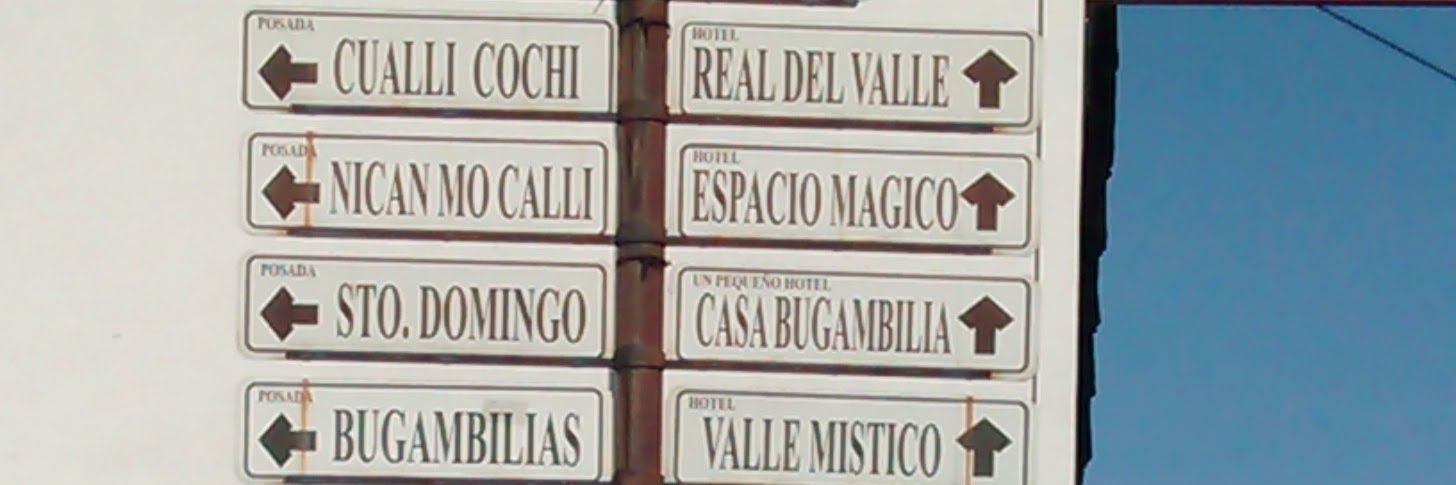 POSADA
CUALLI COCHI
POSADA
NICAN MO CALLI
POSADA
STO. DOMINGO
POSADA
BUGAMBILIAS
HOTEL
REAL DEL VALLE
HOTEL
ESPACIO MAGICO
UN PEQUEÑO HOTEL
CASA BUGAMBILIA
HOTEL
VALLE MISTICO